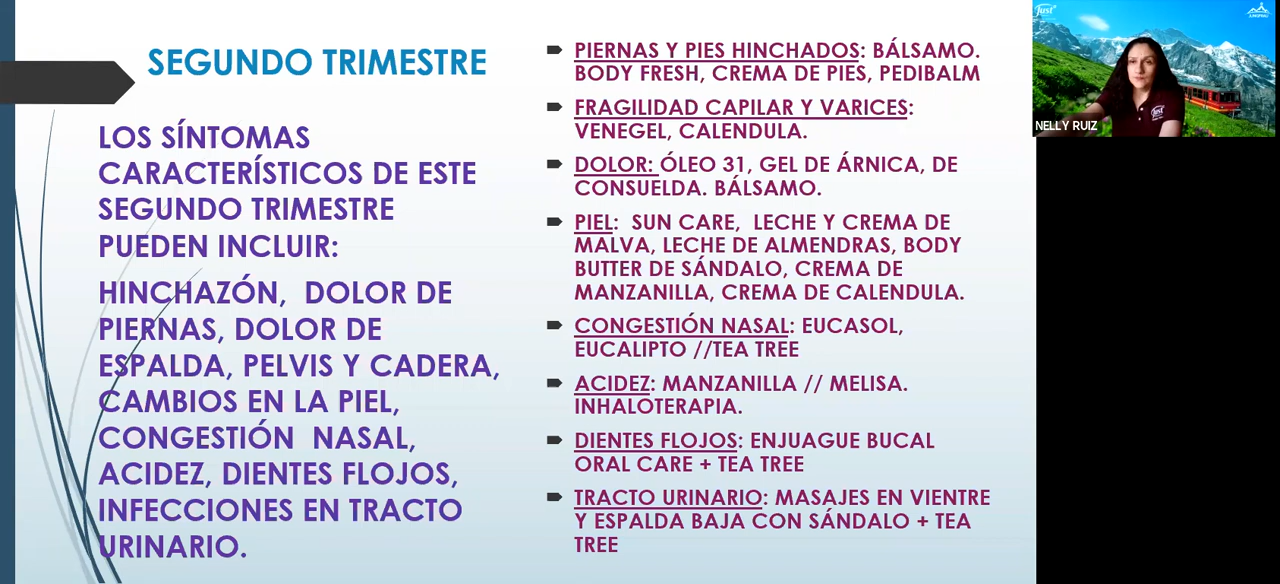 SEGUNDO TRIMESTRE
LOS SÍNTOMAS
CARACTERÍSTICOS DE ESTE
SEGUNDO TRIMESTRE
PUEDEN INCLUIR:
HINCHAZÓN, DOLOR DE
PIERNAS, DOLOR DE
ESPALDA, PELVIS Y CADERA,
CAMBIOS EN LA PIEL,
CONGESTIÓN NASAL,
ACIDEZ, DIENTES FLOJOS,
INFECCIONES EN TRACTO
URINARIO.
PIERNAS Y PIES HINCHADOS: BÁLSAMO.
BODY FRESH, CREMA DE PIES, PEDIBALM
FRAGILIDAD CAPILAR Y VARICES:
VENEGEL, CALENDULA.
DOLOR: ÓLEO 31, GEL DE ÁRNICA, DE
CONSUELDA. BÁLSAMO.
PIEL: SUN CARE, LECHE Y CREMA DE
MALVA, LECHE DE ALMENDRAS, BODY
BUTTER DE SÁNDALO, CREMA DE
MANZANILLA, CREMA DE CALENDULA.
CONGESTIÓN NASAL: EUCASOL,
EUCALIPTO //TEA TREE
ACIDEZ: MANZANILLA // MELISA.
INHALOTERAPIA.
DIENTES FLOJOS: ENJUAGUE BUCAL
ORAL CARE + TEA TREE
TRACTO URINARIO: MASAJES EN VIENTRE
Y ESPALDA BAJA CON SÁNDALO + TEA
TREE
Just
NELLY RUIZ